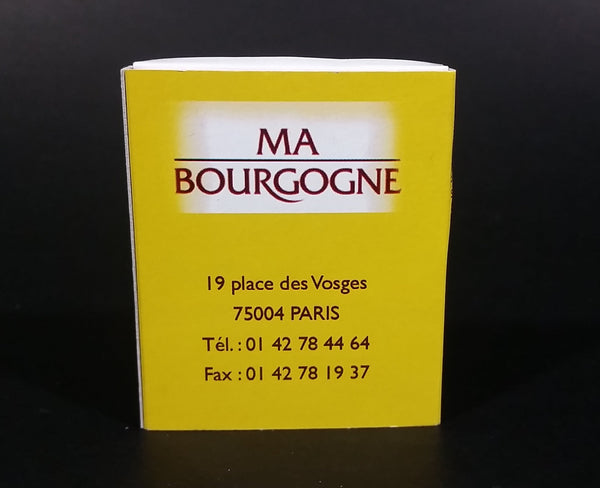 MA
BOURGOGNE
19 place des Vosges
75004 PARIS
Tél. : 01 42 78 44 64
Fax : 01 42 78 19 37